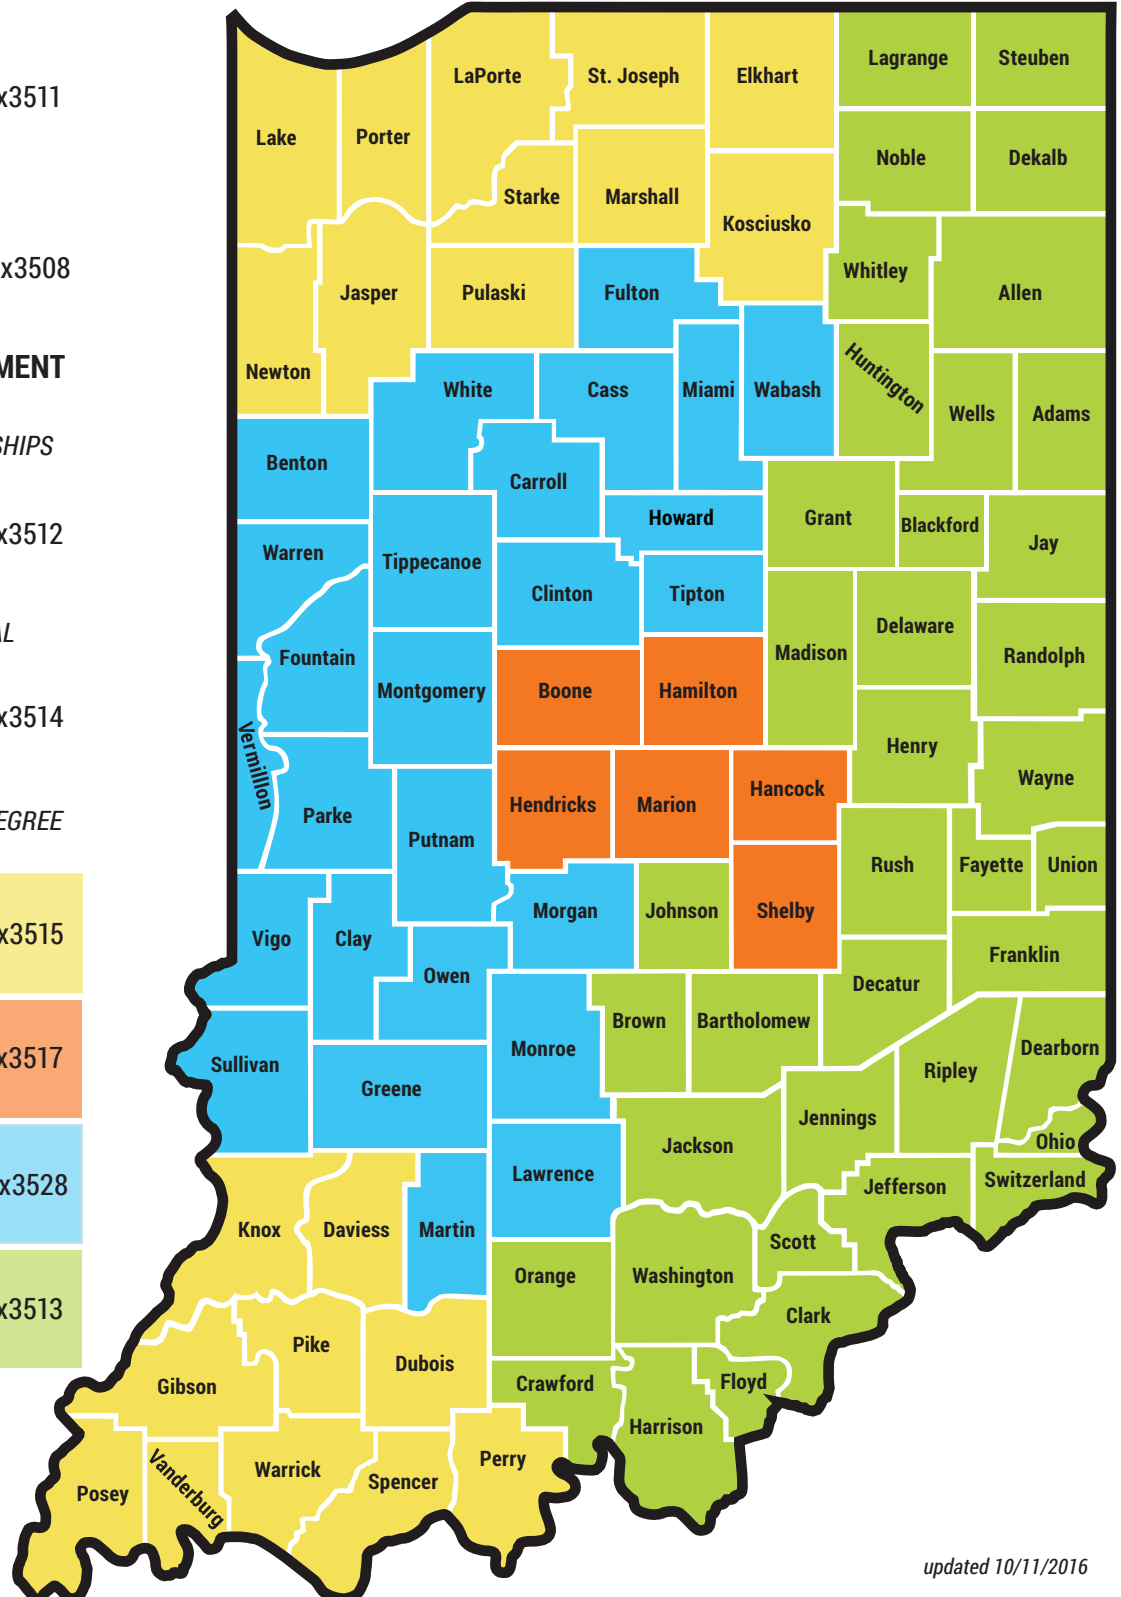 x3511
x3508
MENT
SHIPS
x3512
AL
x3514
EGREE
x3515
x3517
x3528
x3513
Lagrange
Steuben
LaPorte
St. Joseph
Elkhart
Lake
Porter
Noble
Dekalb
Starke
Marshall
Kosciusko
Whitley
Jasper
Pulaski
Fulton
Allen
Newton
White
Cass
Miami
Wabash
Huntington
Wells
Adams
Benton
Carroll
Howard
Grant
Blackford
Jay
Warren
Tippecanoe
Clinton
Tipton
Delaware
Fountain
Madison
Randolph
Montgomery
Boone
Hamilton
Henry
Vermilllon
Wayne
Parke
Putnam
Hendricks
Marion
Hancock
Rush
Fayette
Union
Vigo
Clay
Morgan
Johnson
Shelby
Owen
Franklin
Decatur
Brown
Bartholomew
Monroe
Dearborn
Sullivan
Greene
Ripley
Jennings
Jackson
Ohio
Lawrence
Jefferson
Switzerland
Knox
Daviess
Martin
Scott
Orange
Washington
Clark
Pike
Dubois
Gibson
Crawford
Floyd
Harrison
Posey
Vanderburg
Warrick
Spencer
Perry
updated 10/11/2016